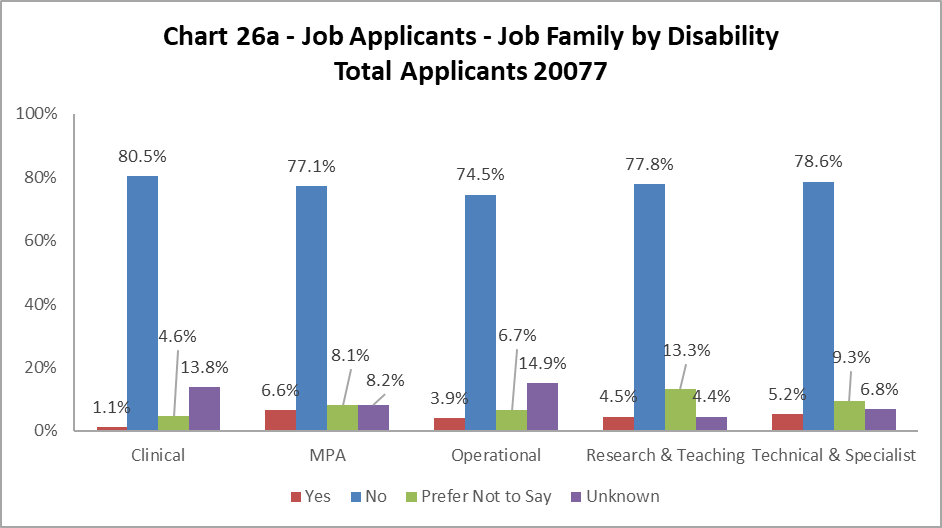 Chart 26a - Job Applicants - Job Family by Disability
Total Applicants 20077
100%
80%
60%
40%
20%
0%
1.1%
80.5%
4.6%
13.8%
6.6%
77.1%
8.1%
8.2%
3.9%
74.5%
6.7%
14.9%
4.5%
77.8%
13.3%
4.4%
5.2%
78.6%
9.3%
6.8%
Clinical
MPA
Operational
Research & Teaching
Technical & Specialist
Yes
No
Prefer Not to Say
Unknown